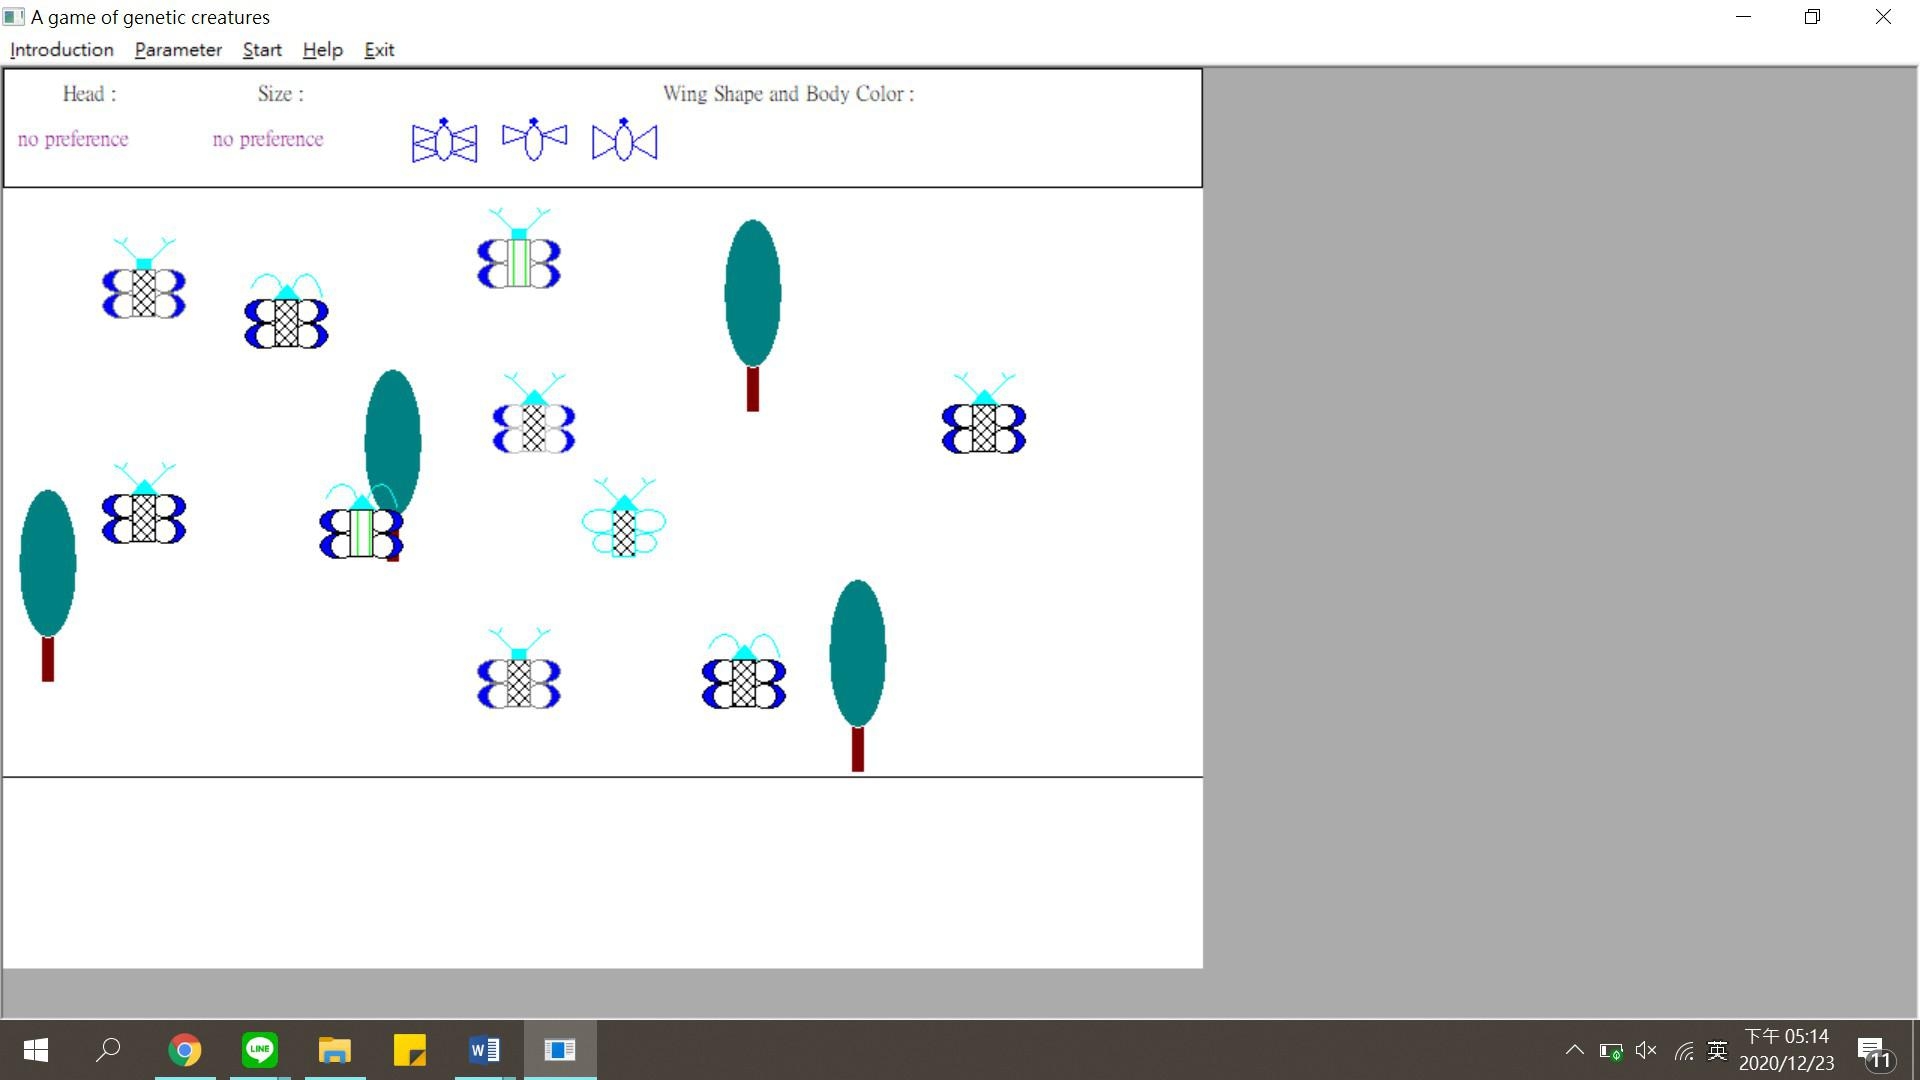 A game of genetic creatures
Introduction Parameter Start Help Exit
Head : Size : Wing Shape and Body Color :
no preference no preference
LINE
W
英
下午 05:14
2020/12/23
11